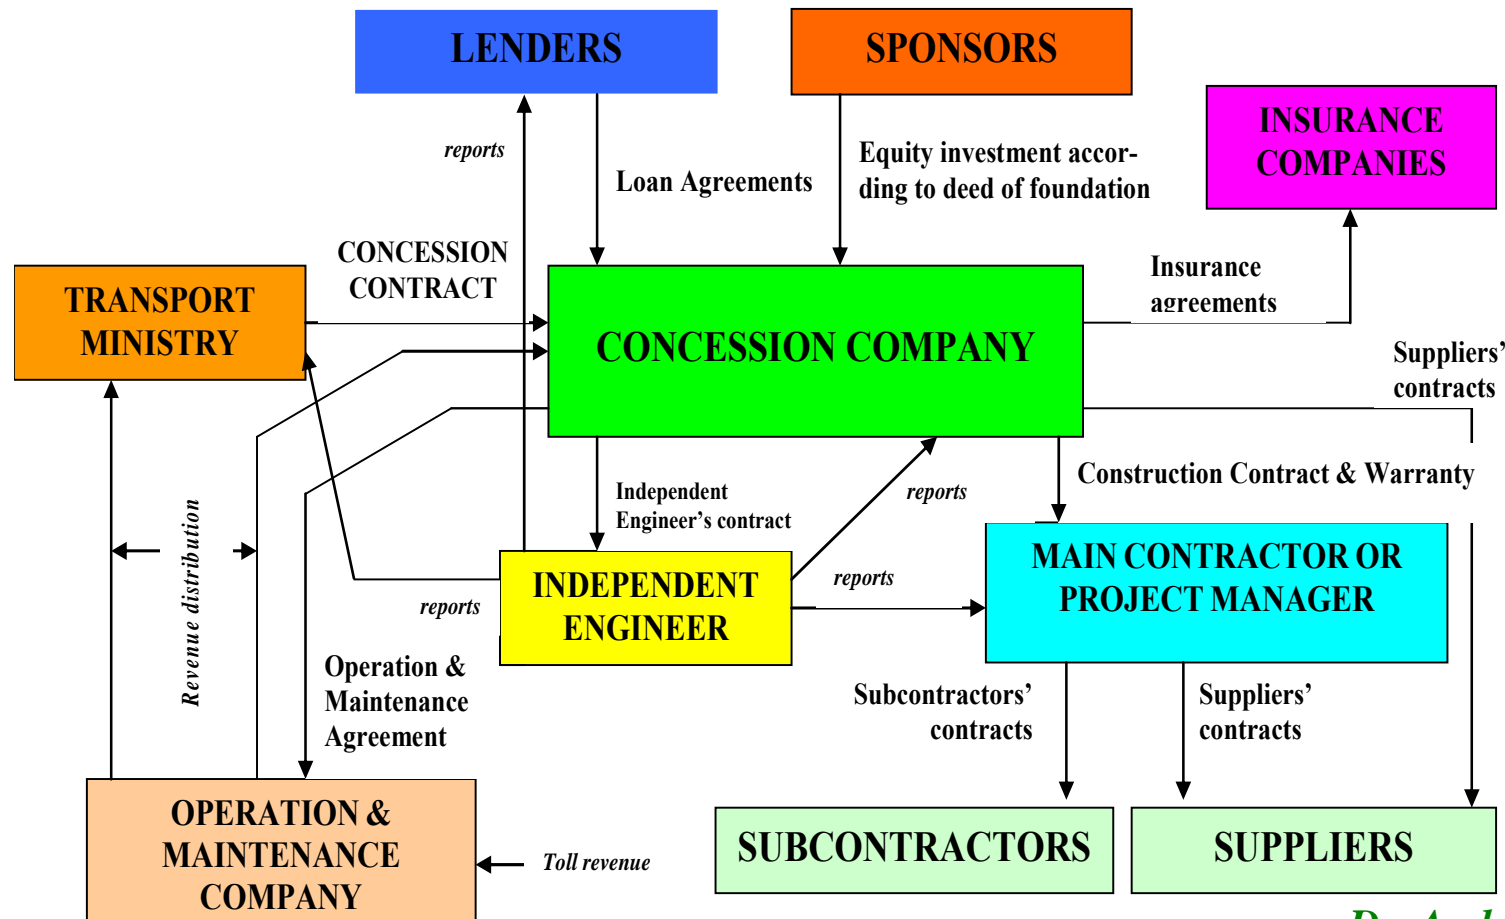 LENDERS
SPONSORS
INSURANCE
COMPANIES
reports
Loan Agreements
Equity investment accor-
ding to deed of foundation
CONCESSION
CONTRACT
TRANSPORT
MINISTRY
CONCESSION COMPANY
Insurance
agreements
Suppliers’
contracts
Independent
Engineer’s contract
reports
Construction Contract & Warranty
Revenue distribution
INDEPENDENT
ENGINEER
reports
reports
MAIN CONTRACTOR OR
PROJECT MANAGER
Operation &
Maintenance
Agreement
Subcontractors’
contracts
Suppliers’
contracts
OPERATION &
MAINTENANCE
COMPANY
Toll revenue
SUBCONTRACTORS
SUPPLIERS